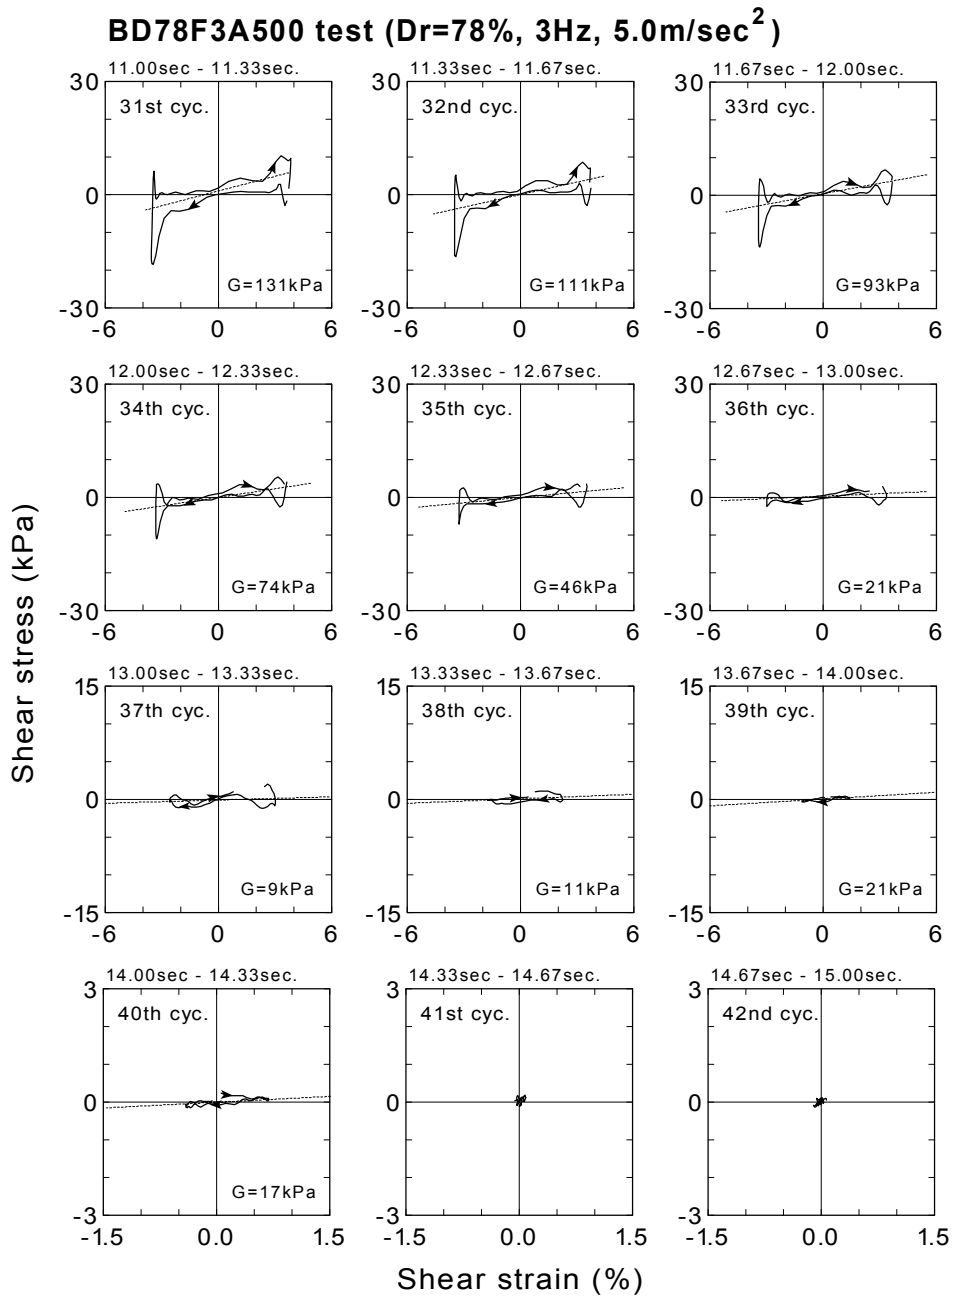 BD78F3A500 test (Dr=78%, 3Hz, 5.0m/sec²)
11.00sec - 11.33sec. 11.33sec - 11.67sec. 11.67sec - 12.00sec.
30 30 30
31st cyc. 32nd cyc. 33rd cyc.
0 0 0
G=131kPa G=111kPa G=93kPa
-30 -30 -30
-6 0 6 -6 0 6 -6 0 6
12.00sec - 12.33sec. 12.33sec - 12.67sec. 12.67sec - 13.00sec.
30 30 30
34th cyc. 35th cyc. 36th cyc.
0 0 0
G=74kPa G=46kPa G=21kPa
-30 -30 -30
-6 0 6 -6 0 6 -6 0 6
Shear stress (kPa)
13.00sec - 13.33sec. 13.33sec - 13.67sec. 13.67sec - 14.00sec.
15 15 15
37th cyc. 38th cyc. 39th cyc.
0 0 0
G=9kPa G=11kPa G=21kPa
-15 -15 -15
-6 0 6 -6 0 6 -6 0 6
14.00sec - 14.33sec. 14.33sec - 14.67sec. 14.67sec - 15.00sec.
3 3 3
40th cyc. 41st cyc. 42nd cyc.
0 0 0
G=17kPa
-3 -3 -3
-1.5 0.0 1.5 -1.5 0.0 1.5 -1.5 0.0 1.5
Shear strain (%)